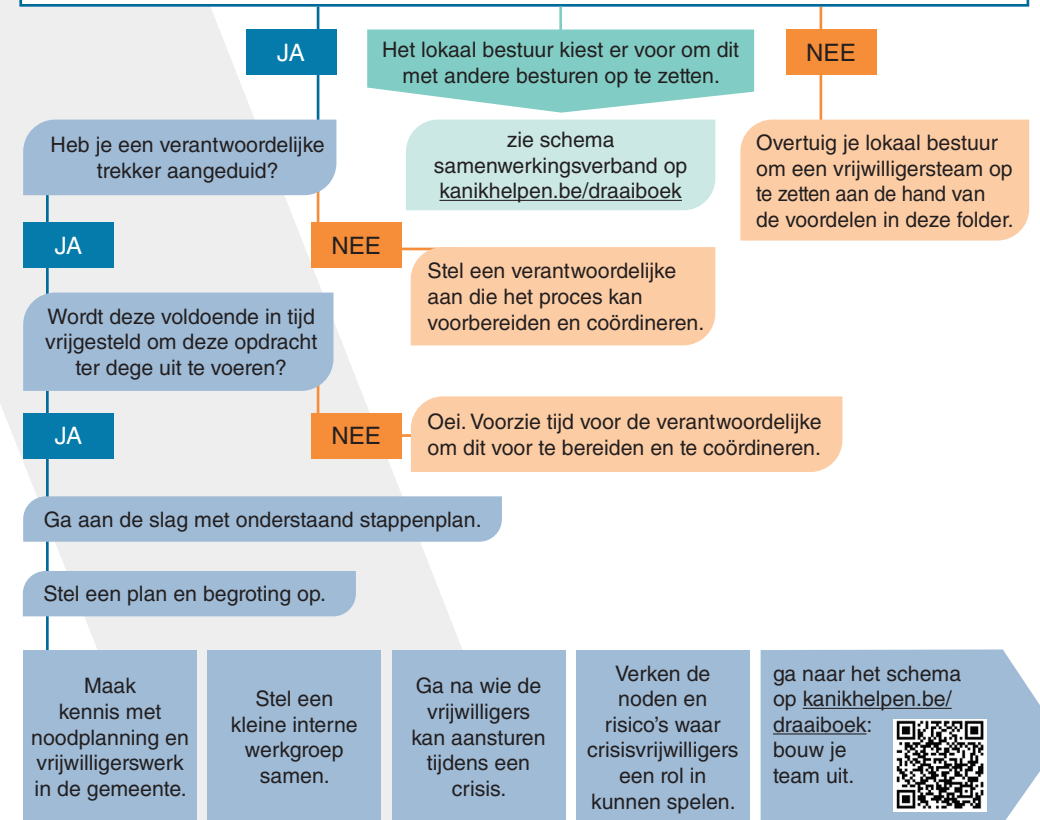 JA
Het lokaal bestuur kiest er voor om dit
met andere besturen op te zetten.
NEE
Heb je een verantwoordelijke
trekker aangeduid?
zie schema
samenwerkingsverband op
kanikhelpen.be/draaiboek
Overtuig je lokaal bestuur
om een vrijwilligersteam op
te zetten aan de hand van
de voordelen in deze folder.
JA
NEE
Stel een verantwoordelijke
aan die het proces kan
voorbereiden en coördineren.
Wordt deze voldoende in tijd
vrijgesteld om deze opdracht
ter dege uit te voeren?
JA
NEE
Oei. Voorzie tijd voor de verantwoordelijke
om dit voor te bereiden en te coördineren.
Ga aan de slag met onderstaand stappenplan.
Stel een plan en begroting op.
Maak
kennis met
noodplanning en
vrijwilligerswerk
in de gemeente.
Stel een
kleine interne
werkgroep
samen.
Ga na wie de
vrijwilligers
kan aansturen
tijdens een
crisis.
Verken de
noden en
risico's waar
crisisvrijwilligers
een rol in
kunnen spelen.
ga naar het schema
op kanikhelpen.be/
draaiboek:
bouw je
team uit.